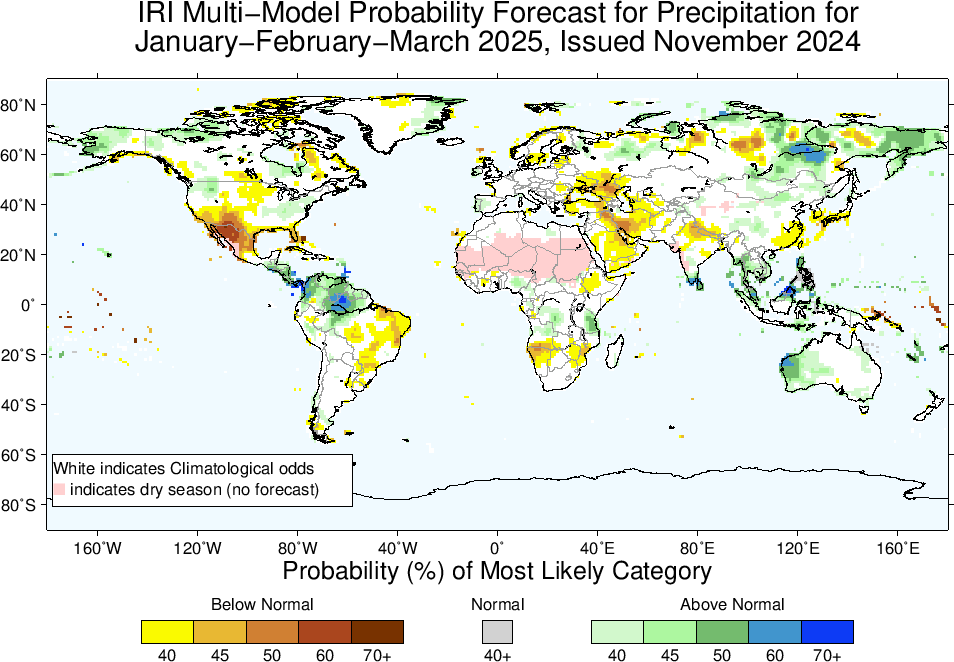 IRI Multi−Model Probability Forecast for Precipitation for
January−February−March 2025, Issued November 2024
80˚N
60˚N
40˚N
20˚N
0˚
20˚S
40˚S
60˚S
80˚S
White indicates Climatological odds
indicates dry season (no forecast)
160˚W 120˚W 80˚W 40˚W 0˚ 40˚E 80˚E 120˚E 160˚E
Probability (%) of Most Likely Category
Below Normal Normal Above Normal
40 45 50 60 70+ 40+ 40 45 50 60 70+